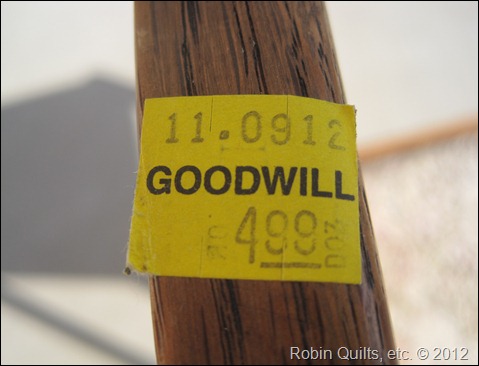 11.0912
GOODWILL
499
Robin Quilts, etc. © 2012